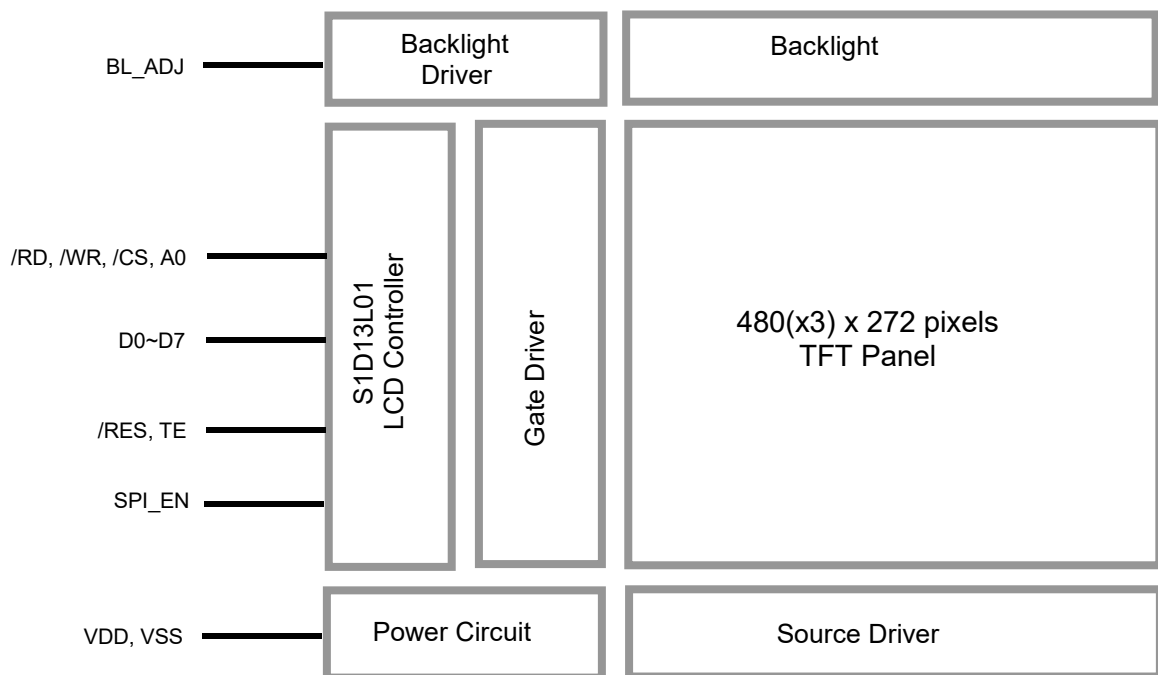 Backlight
Driver
Backlight
BL_ADJ
/RD, /WR, /CS, A0
D0~D7
/RES, TE
SPI_EN
S1D13L01
LCD Controller
Gate Driver
480(x3) x 272 pixels
TFT Panel
VDD, VSS
Power Circuit
Source Driver